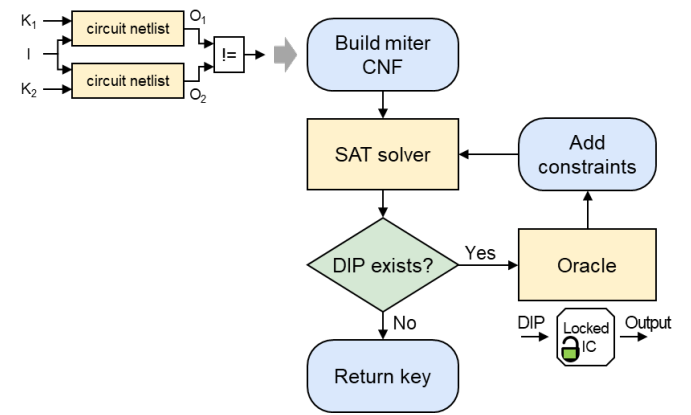 K1
I
K2
circuit netlist
circuit netlist
O1
O2
!=
Build miter
CNF
SAT solver
Add
constraints
DIP exists?
Yes
Oracle
No
DIP
Locked
IC
Output
Return key